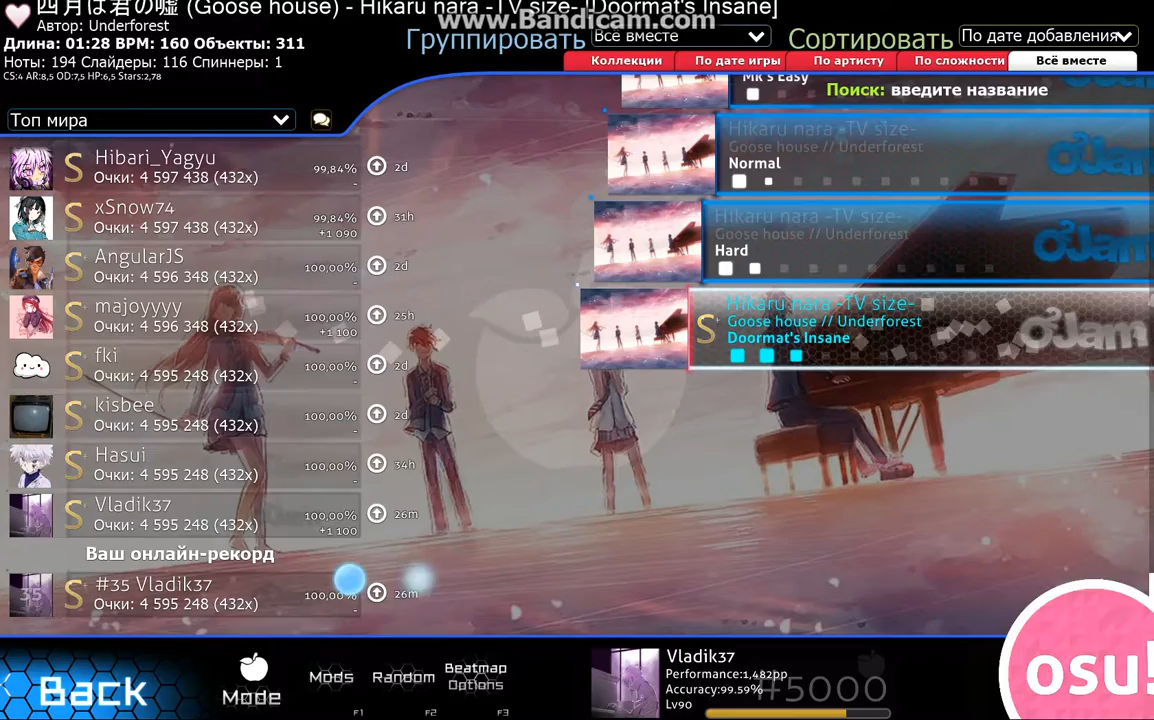 四月は君の嘘 (Goose house) - Hikaru nara -TV size- [Doormat's Insane]
www.Bandicam.com
Автор: Underforest
Длина: 01:28 BPM: 160 Объекты: 311
Ноты: 194 Слайдеры: 116 Спиннеры: 1
CS:4 AR:8,5 OD:7,5 HP:6,5 Stars:2,78
Группировать
Всё вместе
Сортировать
По дате добавления
Коллекции
По дате игры
По артисту
По сложности
Всё вместе
Поиск: введите название
Топ мира
Mk's Easy
Hibari_Yagyu
Очки: 4 597 438 (432x)
99,84%
-
2d
xSnow74
Очки: 4 597 438 (432x)
99,84%
+1 090
31h
AngularJS
Очки: 4 596 348 (432x)
100,00%
-
2d
majoyyyy
Очки: 4 596 348 (432x)
100,00%
+1 100
25h
fki
Очки: 4 595 248 (432x)
100,00%
-
2d
kisbee
Очки: 4 595 248 (432x)
100,00%
-
2d
Hasui
Очки: 4 595 248 (432x)
100,00%
-
34h
Vladik37
Очки: 4 595 248 (432x)
100,00%
+1 100
26m
Ваш онлайн-рекорд
35
#35 Vladik37
Очки: 4 595 248 (432x)
100,00%
-
26m
Hikaru nara -TV size-
Goose house // Underforest
Normal
Hikaru nara -TV size-
Goose house // Underforest
Hard
O2Jam
Hikaru nara -TV size-
Goose house // Underforest
Doormat's Insane
O2Jam
Back
Mode
Mods
F1
Random
F2
Beatmap
Options
F3
Vladik37
Performance:1,482pp
Accuracy:99.59%
Lv90
#5000
osu!